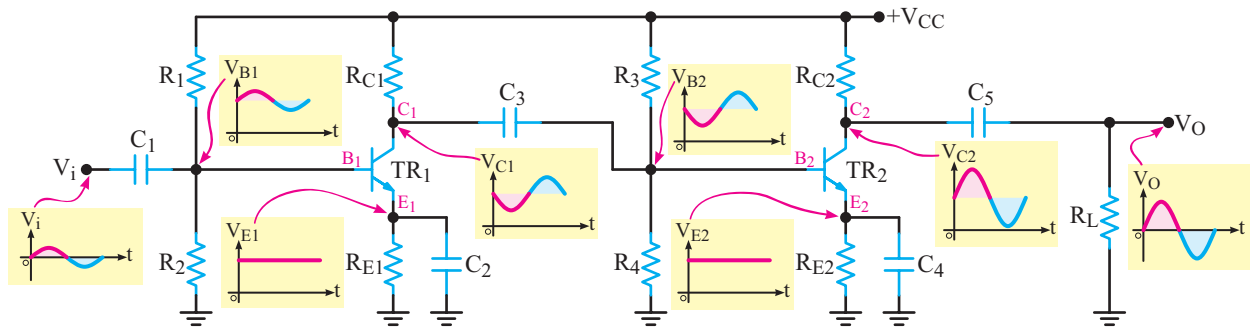 +V_CC
R_1
V_B1
t
o
R_C1
R_3
V_B2
t
o
R_C2
C_1
C_3
C_2
C_5
C_1
V_i
B_1
TR_1
V_C1
t
o
B_2
TR_2
V_C2
t
o
V_O
V_i
t
o
E_1
V_E1
t
o
E_2
V_E2
t
o
V_O
t
o
R_L
R_2
R_E1
C_2
R_4
R_E2
C_4